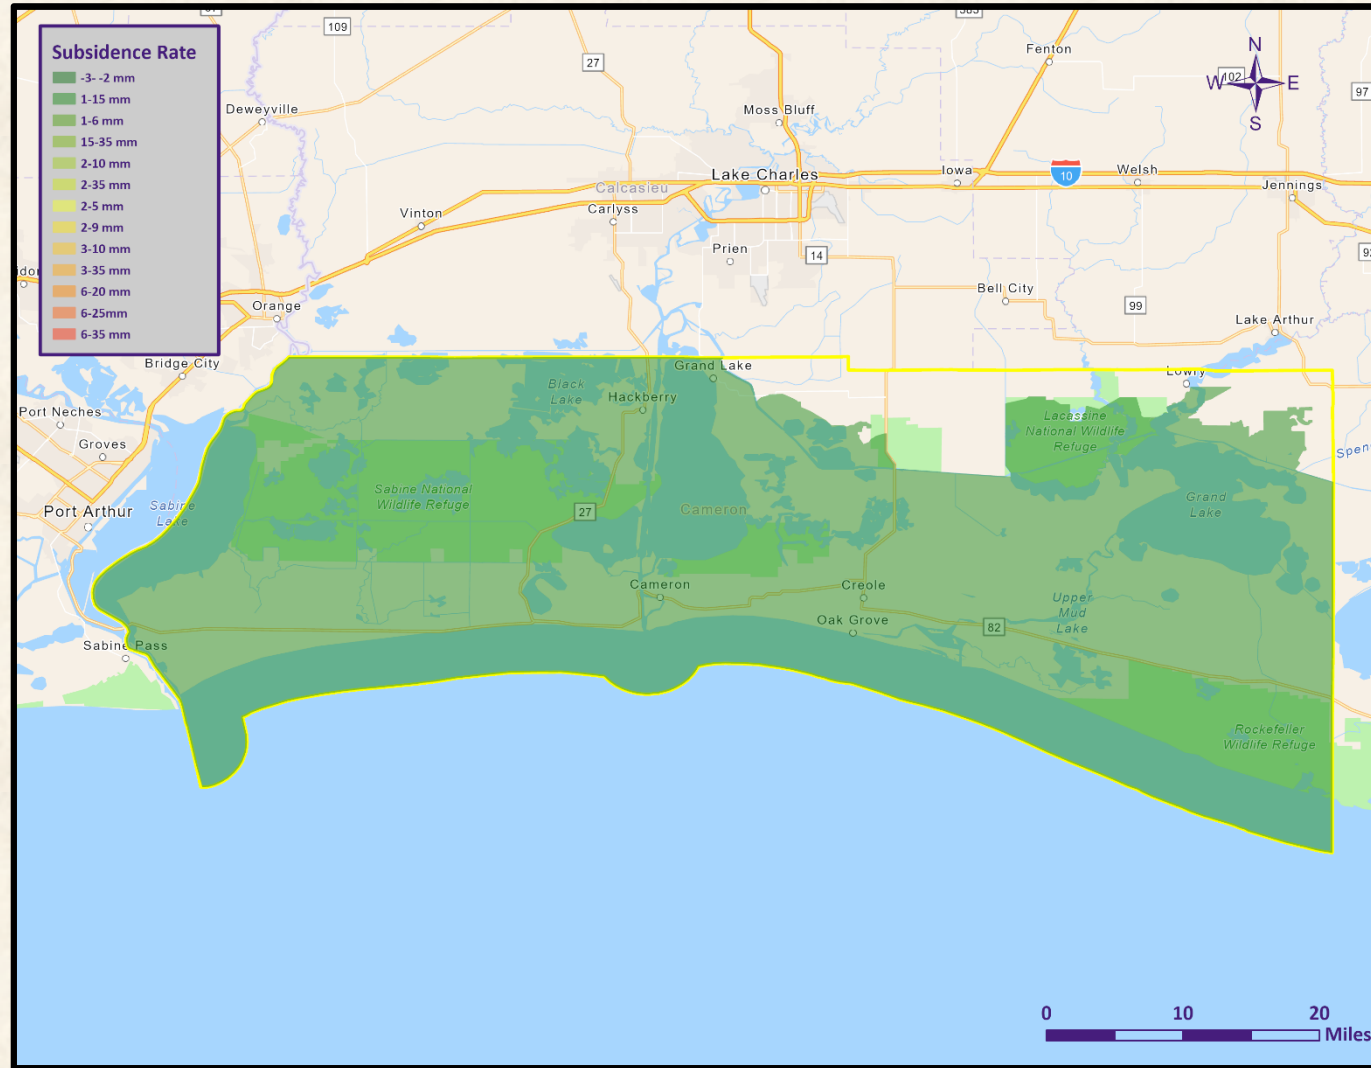 Subsidence Rate
-3- -2 mm
1-15 mm
1-6 mm
15-35 mm
2-10 mm
2-35 mm
2-5 mm
2-9 mm
3-10 mm
3-35 mm
6-20 mm
6-25mm
6-35 mm
109
27
Fenton
N
W
102
E
S
97
Deweyville
Moss Bluff
Lake Charles
Iowa
10
Welsh
Jennings
Calcasieu
Carlyss
Vinton
Prien
14
Bell City
99
Orange
Lake Arthur
Bridge City
Grand Lake
Lowry
Black
Lake
Hackberry
Port Neches
Groves
Lacassine
National Wildlife
Refuge
Sabine National
Wildlife Refuge
Sabine
Lake
Port Arthur
27
Cameron
Grand
Lake
Cameron
Creole
Upper
Mud
Lake
Oak Grove
82
Sabine Pass
Rockefeller
Wildlife Refuge
0
10
20
Miles